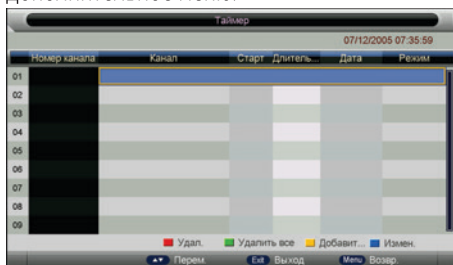 Таймер
07/12/2005 07:35:59
Номер канала Канал Старт Длитель... Дата Режим
01
02
03
04
05
06
07
08
09
Удал. Удалить все Добавит... Измен.
Перем. Exit Выход Menu Возвр.